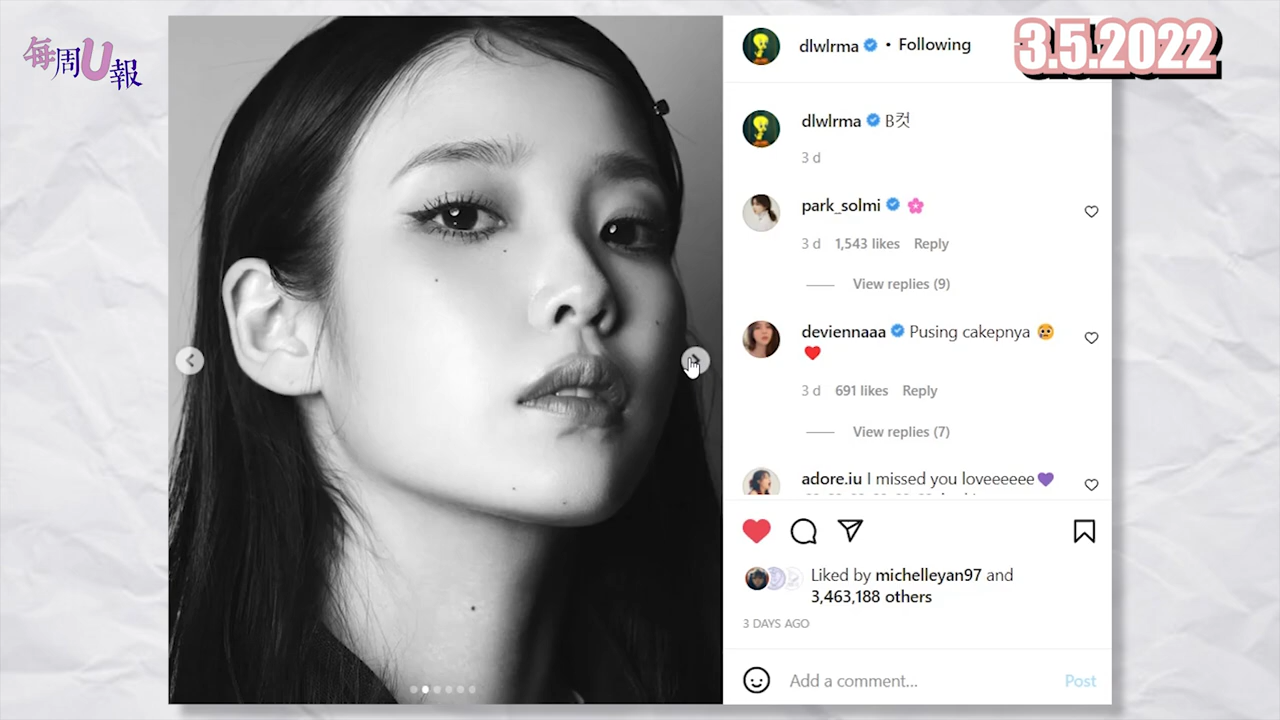 每周U報
3.5.2022
dlwlrma • Following
dlwlrma B컷
3 d
park_solmi
3 d 1,543 likes Reply
View replies (9)
deviennaaa Pusing cakepnya
3 d 691 likes Reply
View replies (7)
adore.iu I missed you loveeeeee
Liked by michelleyan97 and
3,463,188 others
3 DAYS AGO
Add a comment... Post